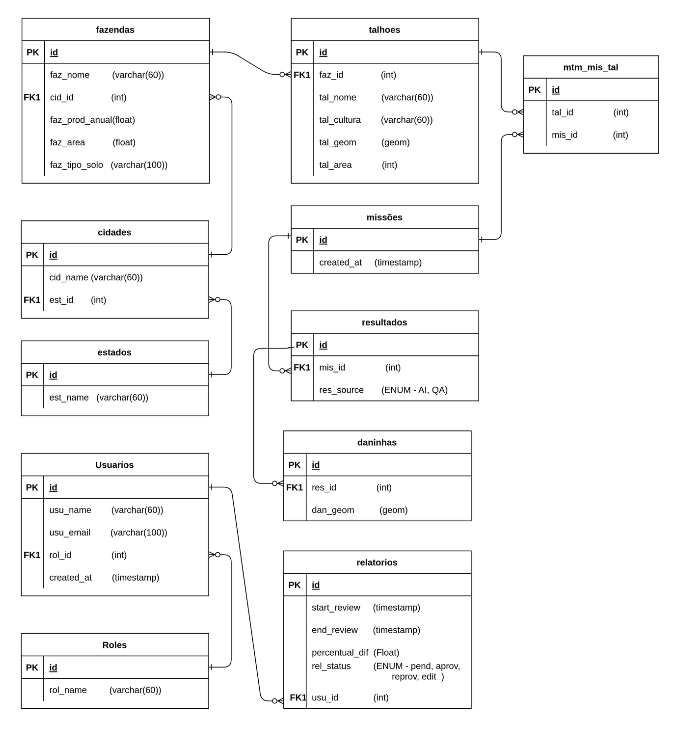 fazendas
PK id
faz_nome (varchar(60))
FK1 cid_id (int)
faz_prod_anual(float)
faz_area (float)
faz_tipo_solo (varchar(100))
talhoes
PK id
FK1 faz_id (int)
tal_nome (varchar(60))
tal_cultura (varchar(60))
tal_geom (geom)
tal_area (int)
mtm_mis_tal
PK id
tal_id (int)
mis_id (int)
cidades
PK id
cid_name (varchar(60))
FK1 est_id (int)
missões
PK id
created_at (timestamp)
estados
PK id
est_name (varchar(60))
resultados
PK id
FK1 mis_id (int)
res_source (ENUM - AI, QA)
daninhas
PK id
FK1 res_id (int)
dan_geom (geom)
Usuarios
PK id
usu_name (varchar(60))
usu_email (varchar(100))
FK1 rol_id (int)
created_at (timestamp)
relatorios
PK id
start_review (timestamp)
end_review (timestamp)
percentual_dif (Float)
rel_status (ENUM - pend, aprov,
reprov, edit )
FK1 usu_id (int)
Roles
PK id
rol_name (varchar(60))